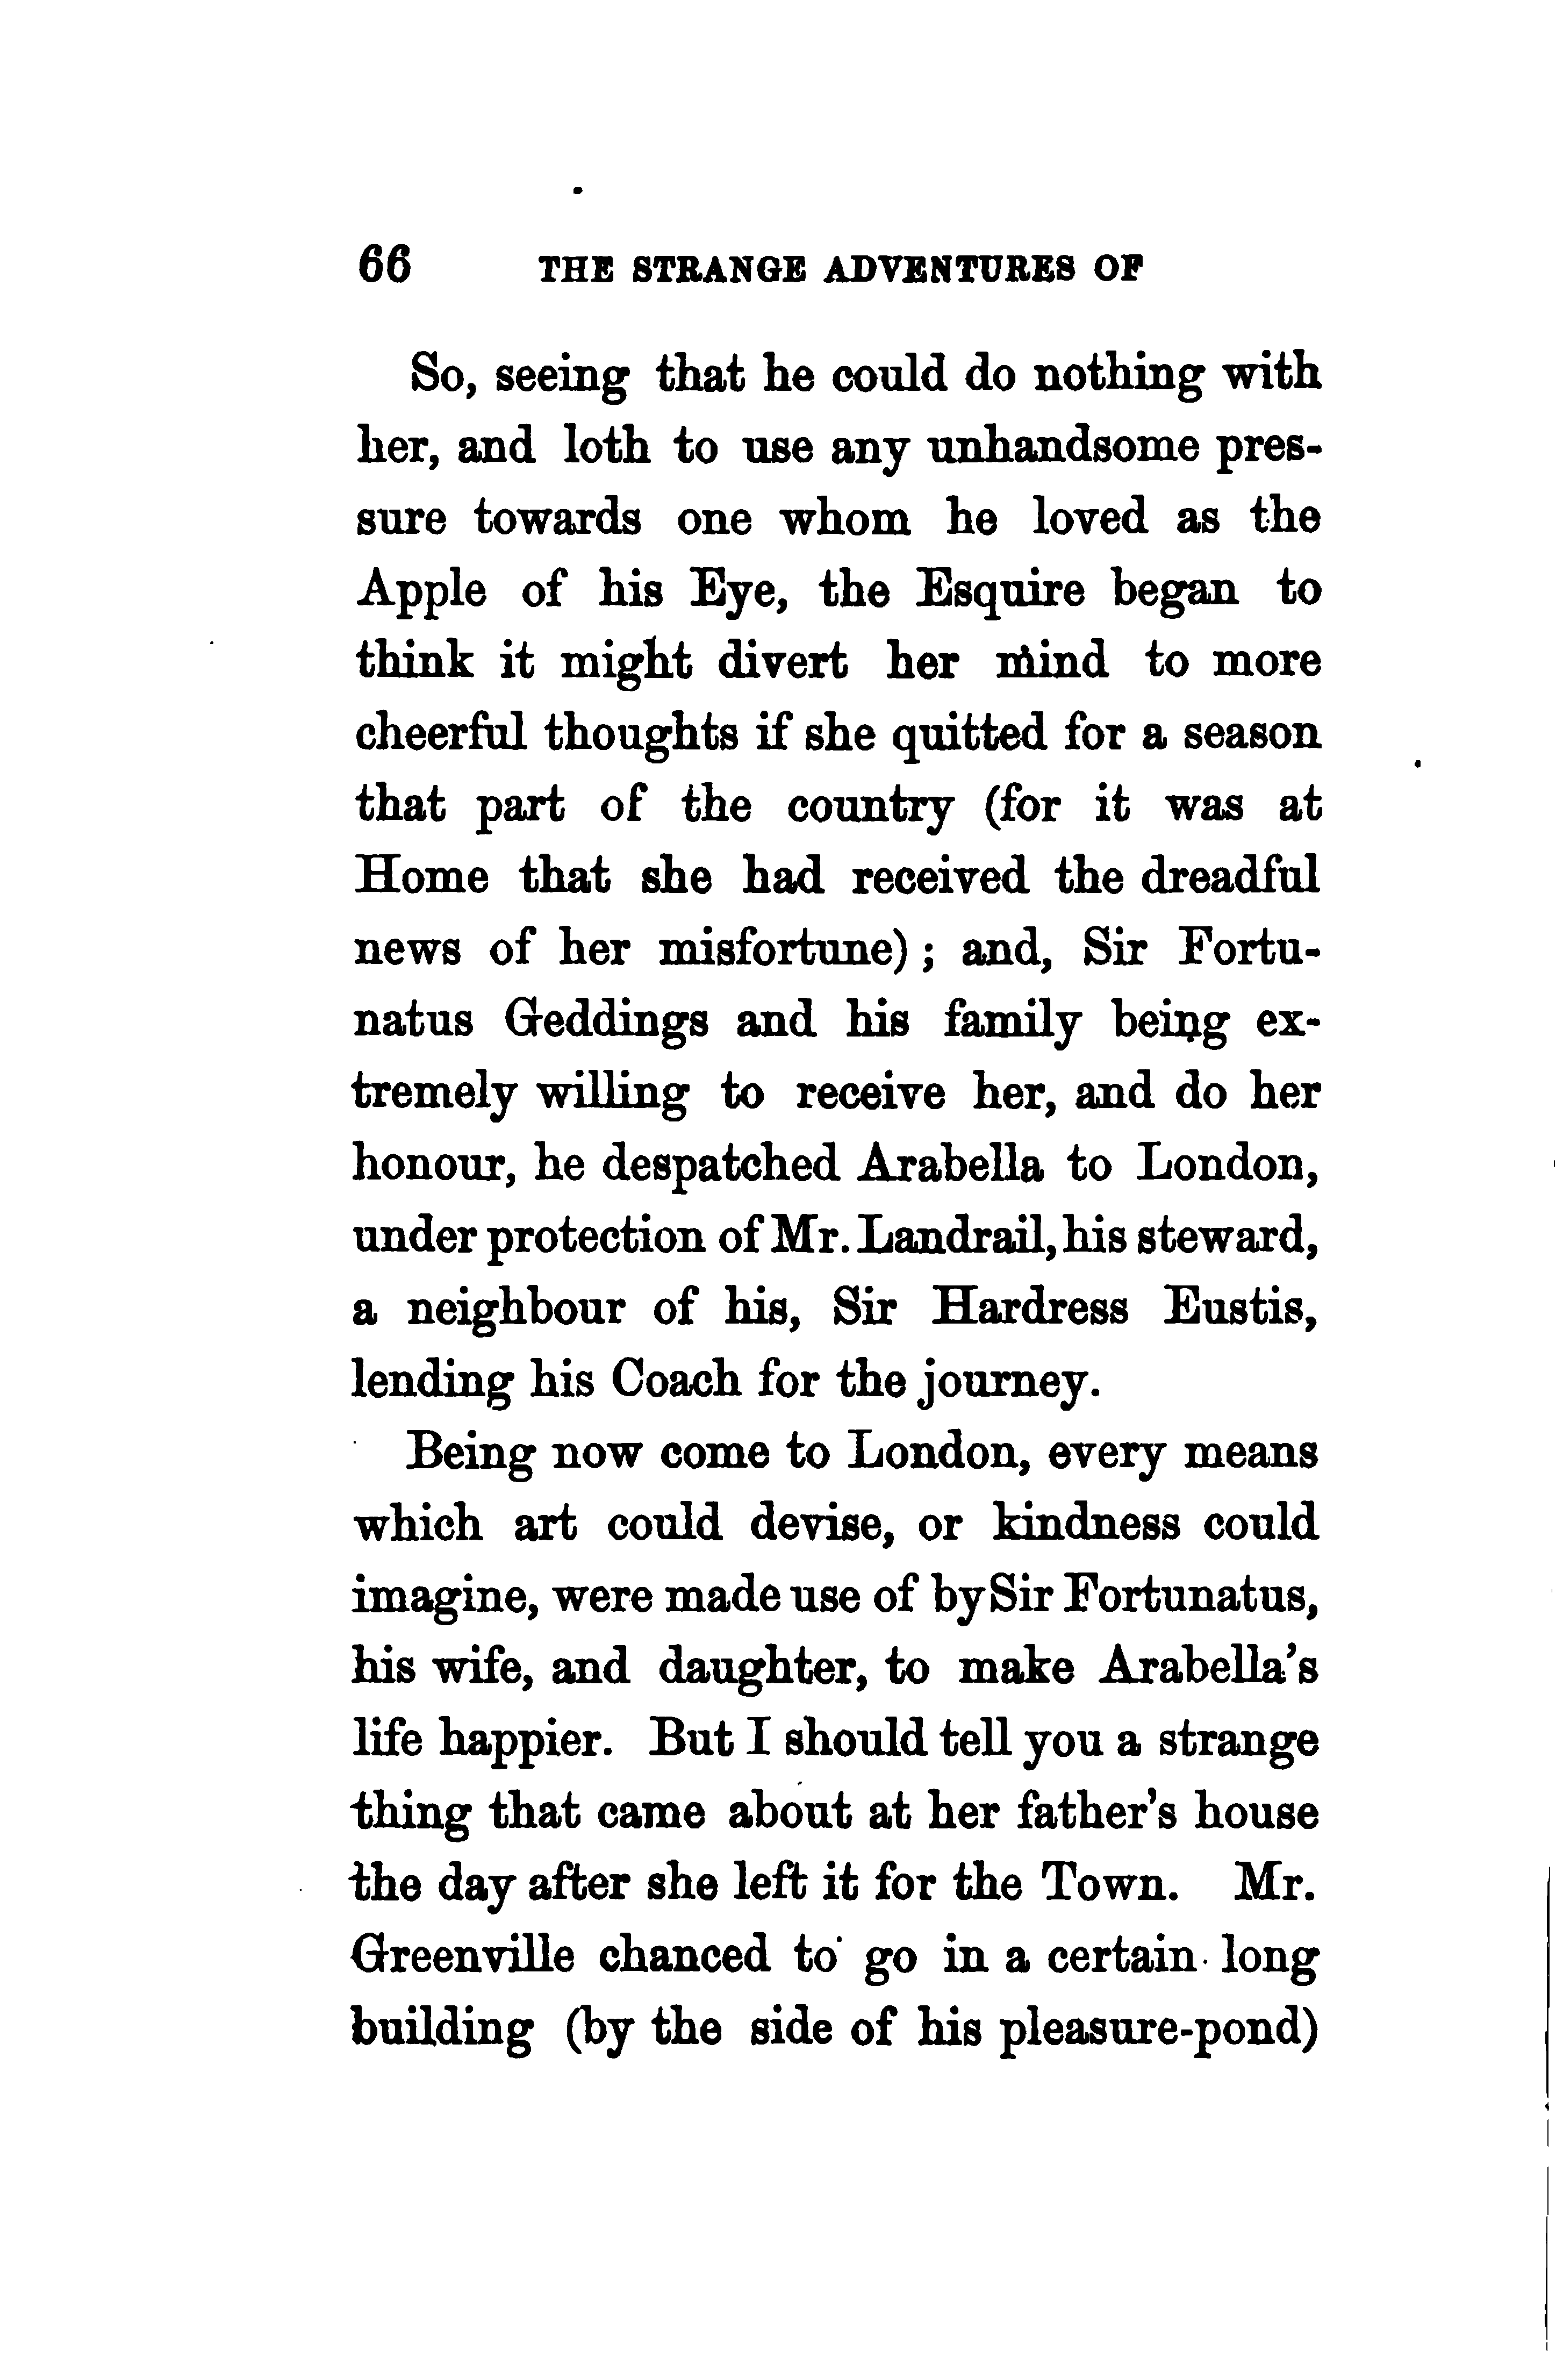 66 THE STRANGE ADVENTURES OF
So, seeing that he could do nothing with
her, and loth to use any unhandsome pres-
sure towards one whom he loved as the
Apple of his Eye, the Esquire began to
think it might divert her mind to more
cheerful thoughts if she quitted for a season
that part of the country (for it was at
Home that she had received the dreadful
news of her misfortune) ; and, Sir Fortu-
natus Geddings and his family being ex-
tremely willing to receive her, and do her
honour, he despatched Arabella to London,
under protection of Mr. Landrail, his steward,
a neighbour of his, Sir Hardress Eustis,
lending his Coach for the journey.
Being now come to London, every means
which art could devise, or kindness could
imagine, were made use of by Sir Fortunatus,
his wife, and daughter, to make Arabella's
life happier. But I should tell you a strange
thing that came about at her father's house
the day after she left it for the Town. Mr.
Greenville chanced to go in a certain long
building (by the side of his pleasure-pond)